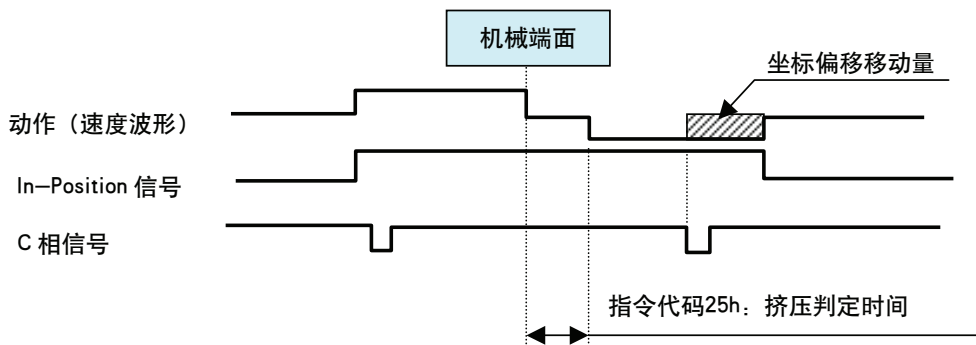 机械端面
坐标偏移移动量
动作（速度波形）
In-Position 信号
C 相信号
指令代码25h：挤压判定时间